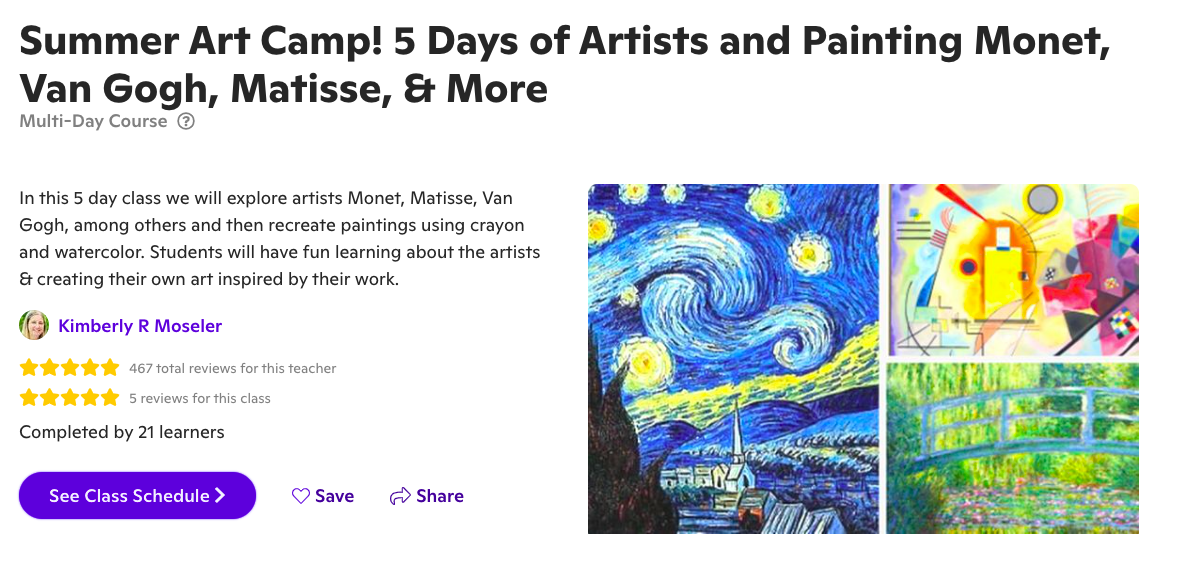 Summer Art Camp! 5 Days of Artists and Painting Monet,
Van Gogh, Matisse, & More
Multi-Day Course ?
In this 5 day class we will explore artists Monet, Matisse, Van
Gogh, among others and then recreate paintings using crayon
and watercolor. Students will have fun learning about the artists
& creating their own art inspired by their work.
Kimberly R Moseler
467 total reviews for this teacher
5 reviews for this class
Completed by 21 learners
See Class Schedule
Save
Share